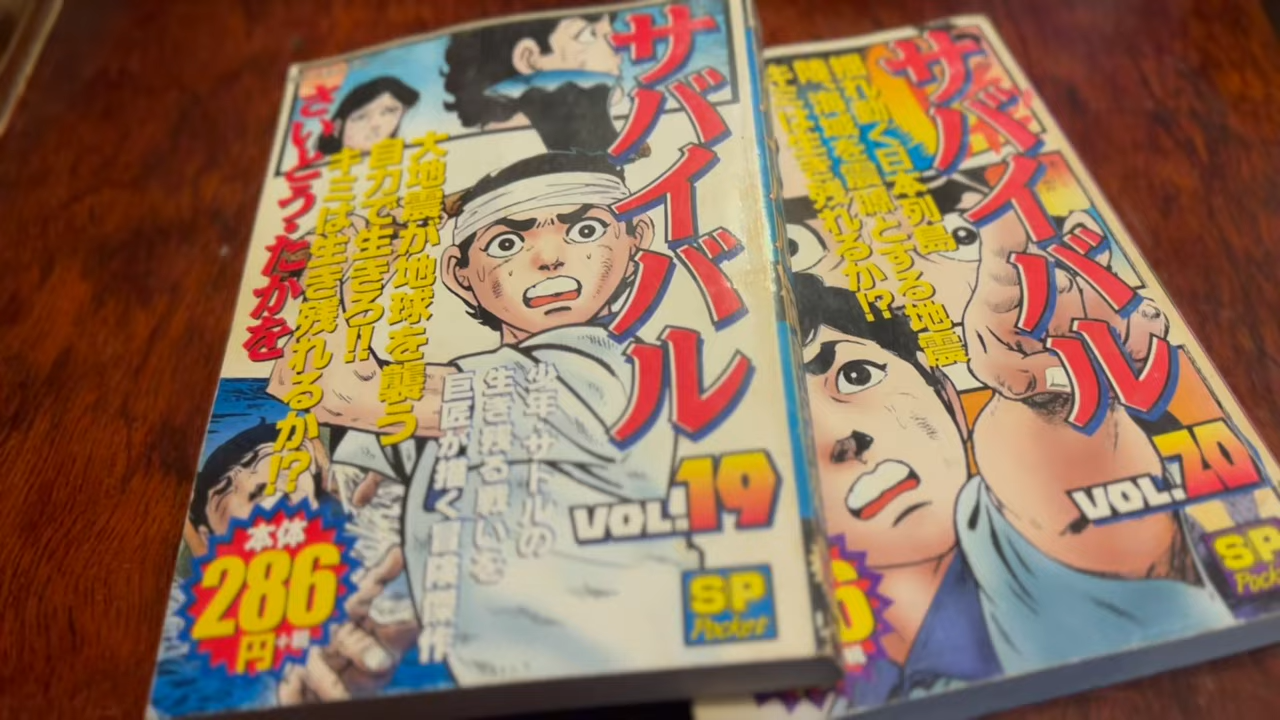 サバイバル
さいとう・たかを
大地震が地球を襲う
自力で生きろ!!
キミは生き残れるか!?
少年・サトルの
生き残る戦いを
巨匠が描く冒険傑作
VOL.19
SP
Pocket
本体
286
円
サバイバル
揺れ動く日本列島
陸・海域を震源とする地震
キミは生き残れるか!?
VOL.20
SP